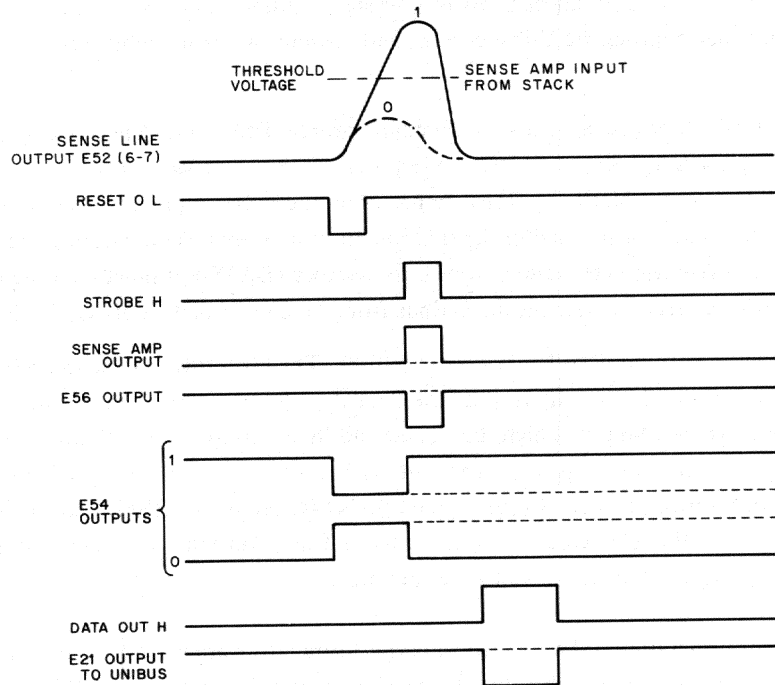 1
THRESHOLD
VOLTAGE
SENSE AMP INPUT
FROM STACK
0
SENSE LINE
OUTPUT E52 (6-7)
RESET O L
STROBE H
SENSE AMP
OUTPUT
E56 OUTPUT
1
E54
OUTPUTS
0
DATA OUT H
E21 OUTPUT
TO UNIBUS